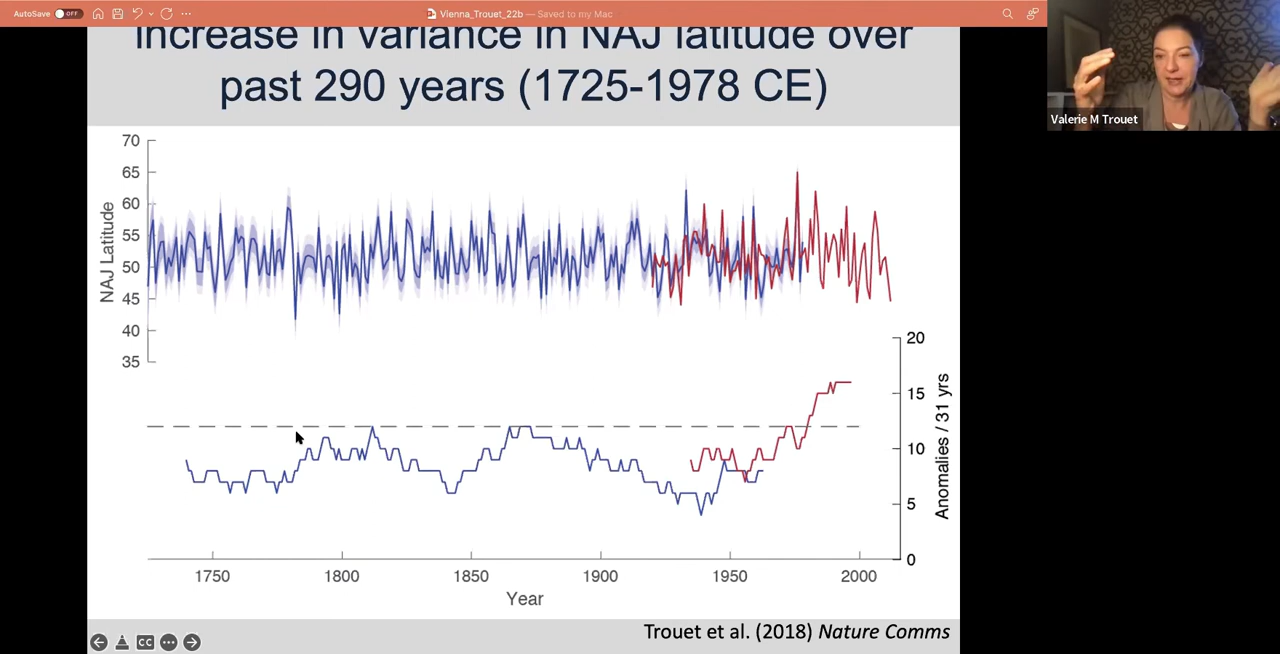 AutoSave OFF Vienna_Trouet_22b — Saved to my Mac
Increase in variance in NAJ latitude over
past 290 years (1725-1978 CE)
Valerie M Trouet
70
65
60
55
50
45
40
35
NAJ Latitude
20
15
10
5
0
Anomalies / 31 yrs
1750 1800 1850 1900 1950 2000
Year
Trouet et al. (2018) Nature Comms
CC